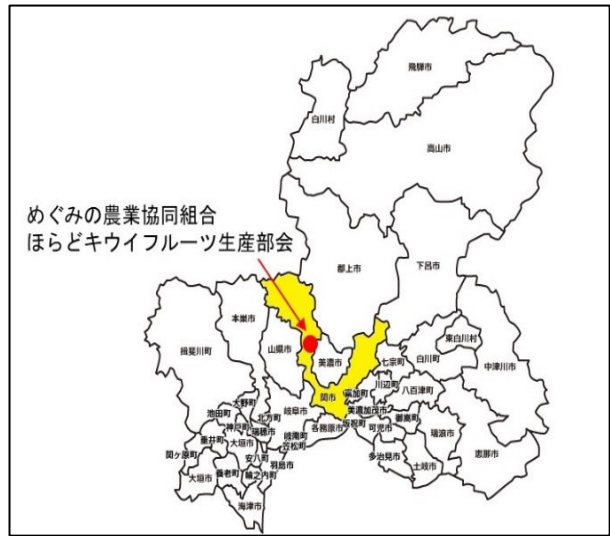 飛騨市
白川村
高山市
めぐみの農業協同組合
ほらどキウイフルーツ生産部会
郡上市
下呂市
本巣市
揖斐川町
山県市
美濃市
七宗町
白川町
東白川村
中津川市
関市
富加町
川辺町
八百津町
美濃加茂市
御嵩町
坂祝町
可児市
瑞浪市
恵那市
多治見市
土岐市
大野町
池田町
北方町
岐阜市
各務原市
神戸町
瑞穂市
岐南町
笠松町
垂井町
大垣市
関ヶ原町
安八町
羽島市
大垣市
養老町
輪之内町
海津市